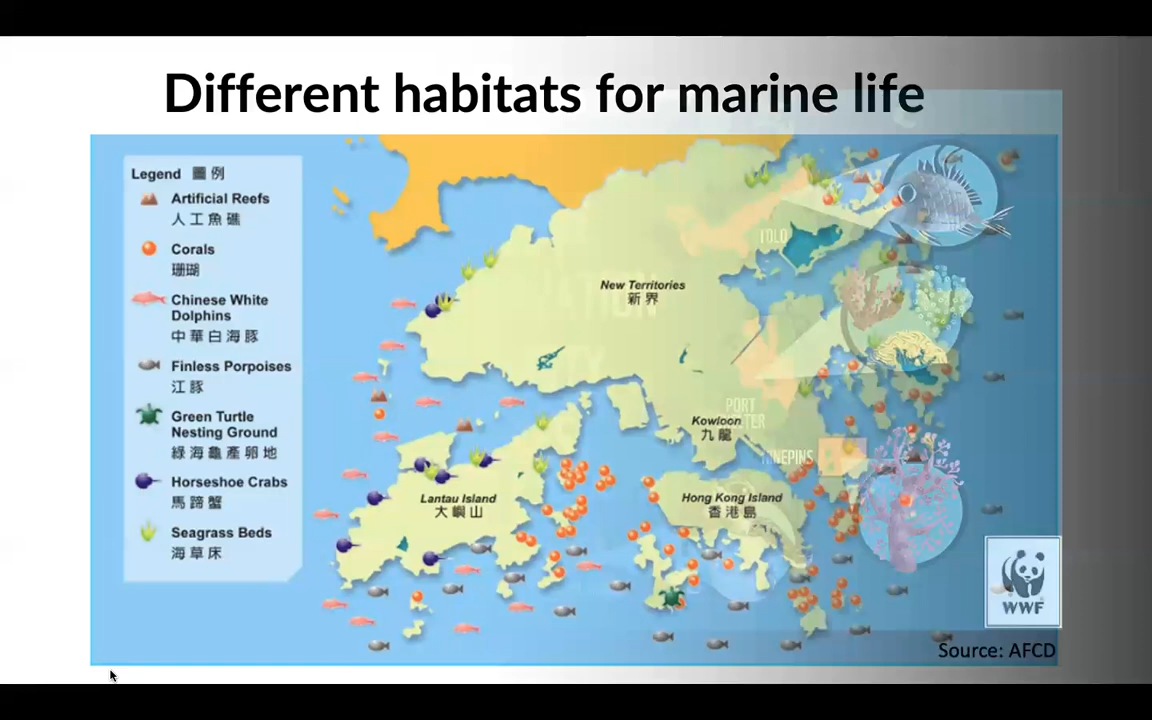 Different habitats for marine life
Legend 圖例
Artificial Reefs
人工魚礁
Corals
珊瑚
Chinese White
Dolphins
中華白海豚
Finless Porpoises
江豚
Green Turtle
Nesting Ground
綠海龜產卵地
Horseshoe Crabs
馬蹄蟹
Seagrass Beds
海草床
TOLO
New Territories
新界
PORT
Kowloon
九龍
NINEPINS
Lantau Island
大嶼山
Hong Kong Island
香港島
WWF
Source: AFCD